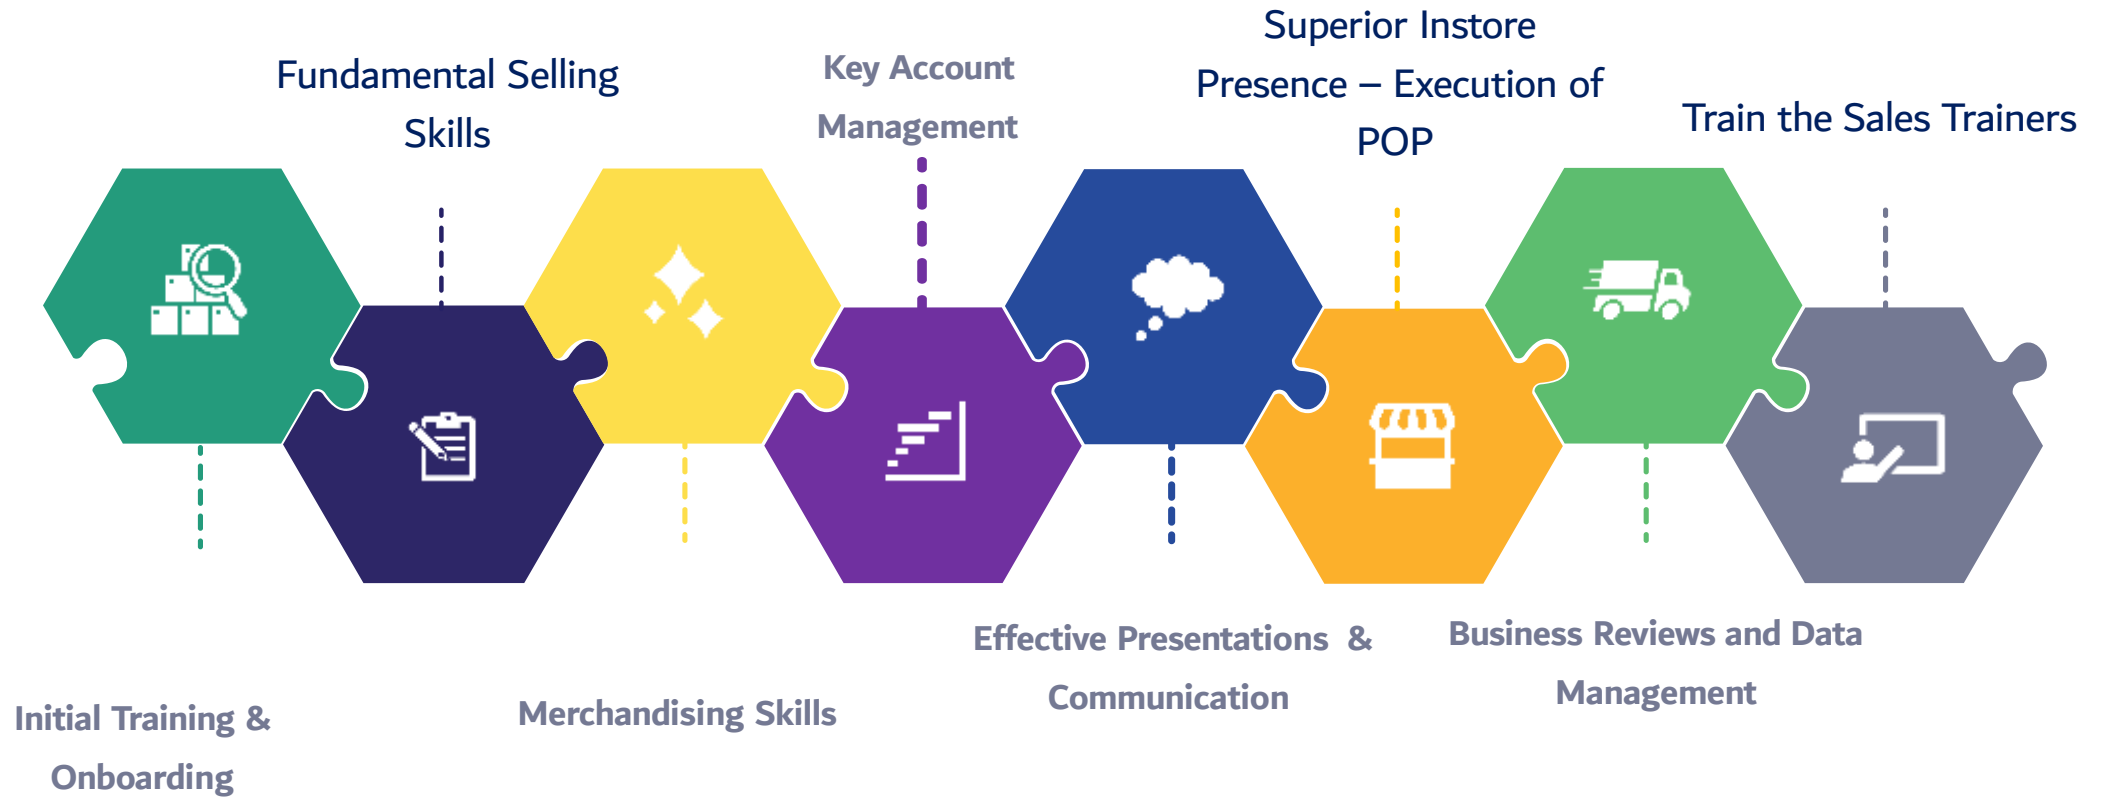 Superior Instore
Presence – Execution of
POP
Fundamental Selling
Skills
Key Account
Management
Train the Sales Trainers
Initial Training &
Onboarding
Merchandising Skills
Effective Presentations &
Communication
Business Reviews and Data
Management